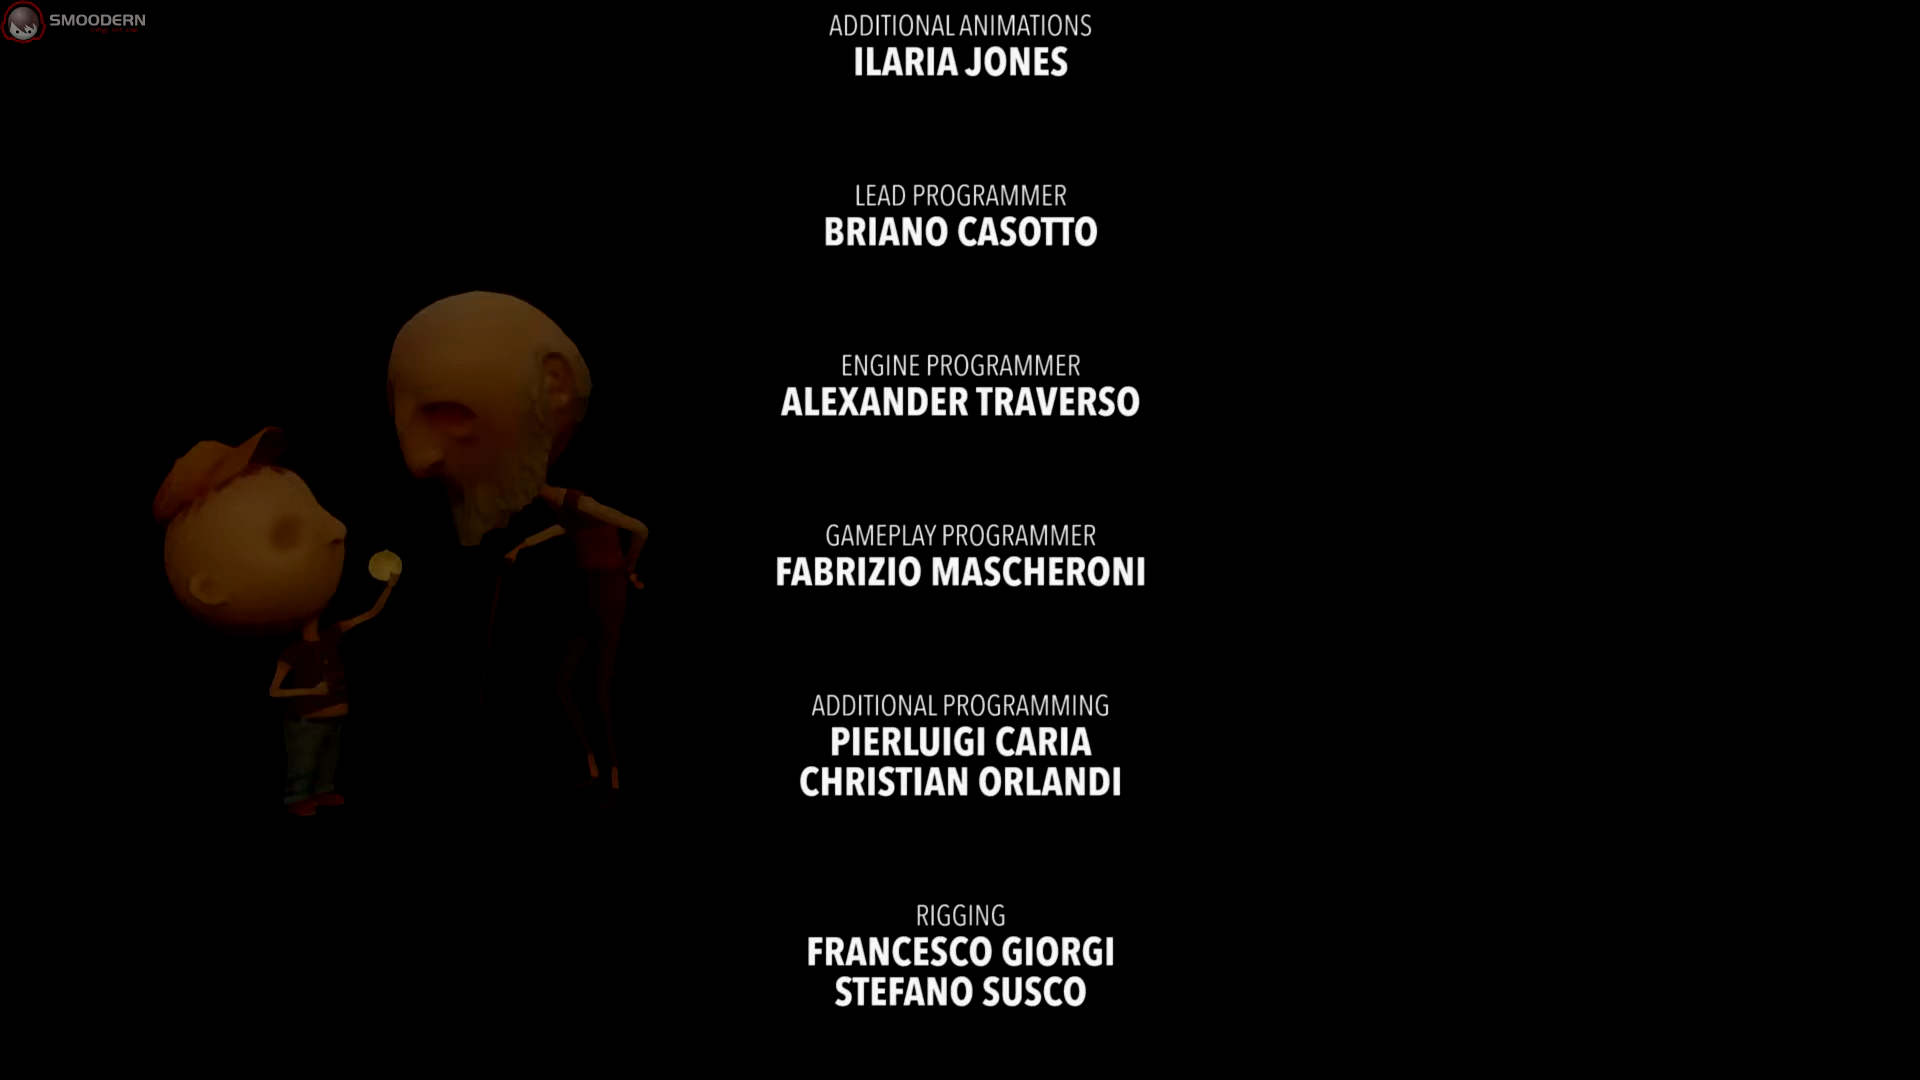 SMOODERN
ADDITIONAL ANIMATIONS
ILARIA JONES
LEAD PROGRAMMER
BRIANO CASOTTO
ENGINE PROGRAMMER
ALEXANDER TRAVERSO
GAMEPLAY PROGRAMMER
FABRIZIO MASCHERONI
ADDITIONAL PROGRAMMING
PIERLUIGI CARIA
CHRISTIAN ORLANDI
RIGGING
FRANCESCO GIORGI
STEFANO SUSCO